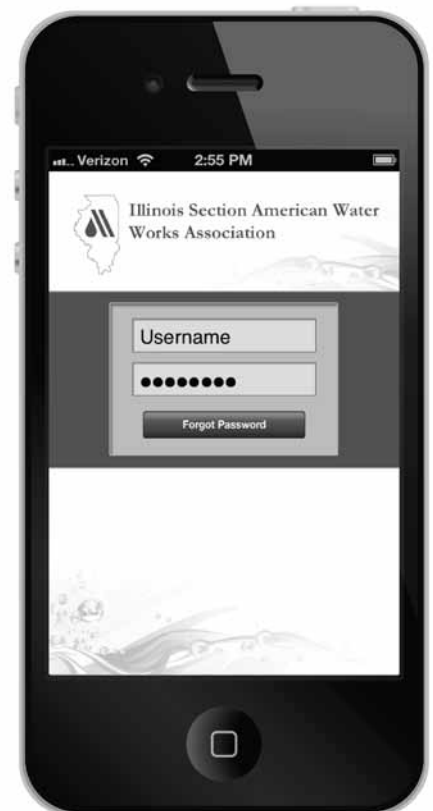 Verizon 2:55 PM
Illinois Section American Water
Works Association
Username
●●●●●●●●
Forgot Password